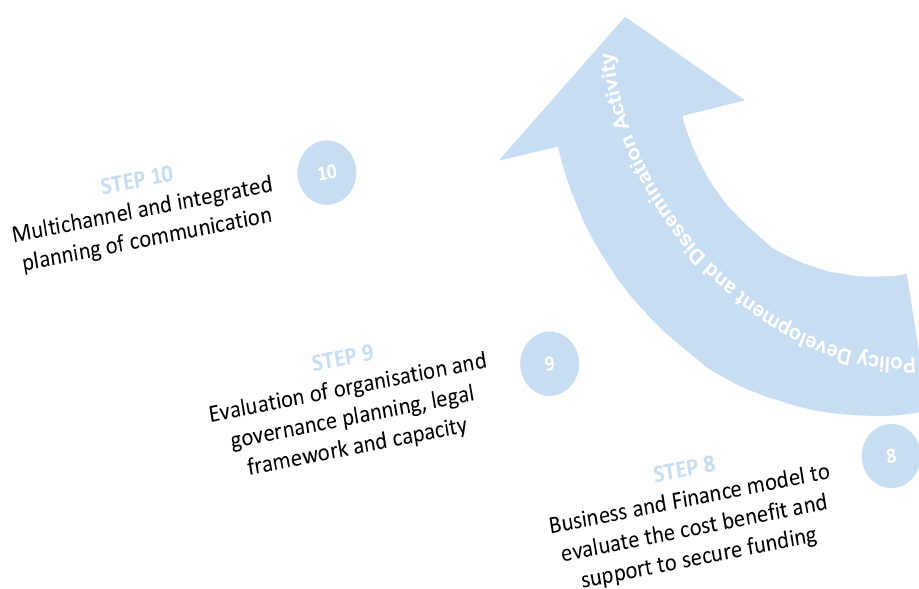 Policy Development and Dissemination Activity
STEP 10
Multichannel and integrated
planning of communication
10
STEP 9
Evaluation of organisation and
governance planning, legal
framework and capacity
9
STEP 8
Business and Finance model to
evaluate the cost benefit and
support to secure funding
8